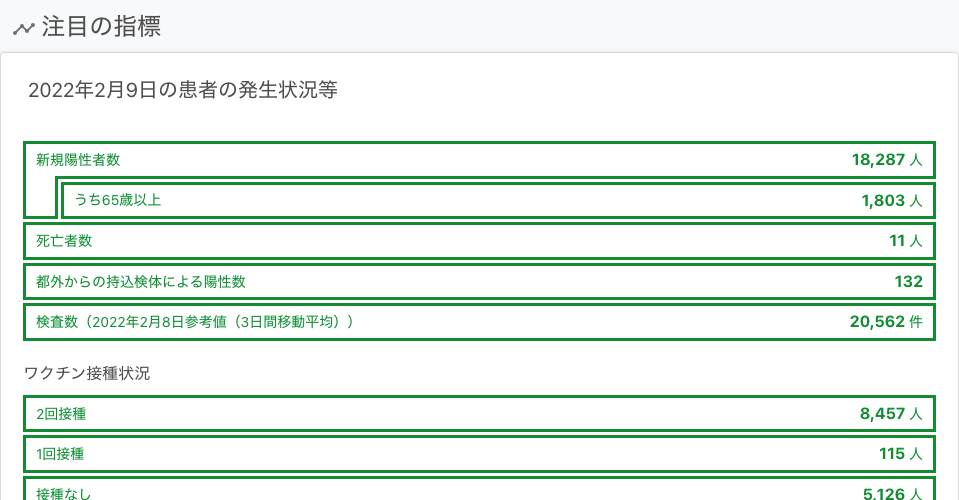 注目の指標
2022年2月9日の患者の発生状況等
新規陽性者数 18,287 人
うち65歳以上 1,803 人
死亡者数 11 人
都外からの持込検体による陽性数 132
検査数（2022年2月8日参考値（3日間移動平均）） 20,562 件
ワクチン接種状況
2回接種 8,457 人
1回接種 115 人
接種なし 5,126 人